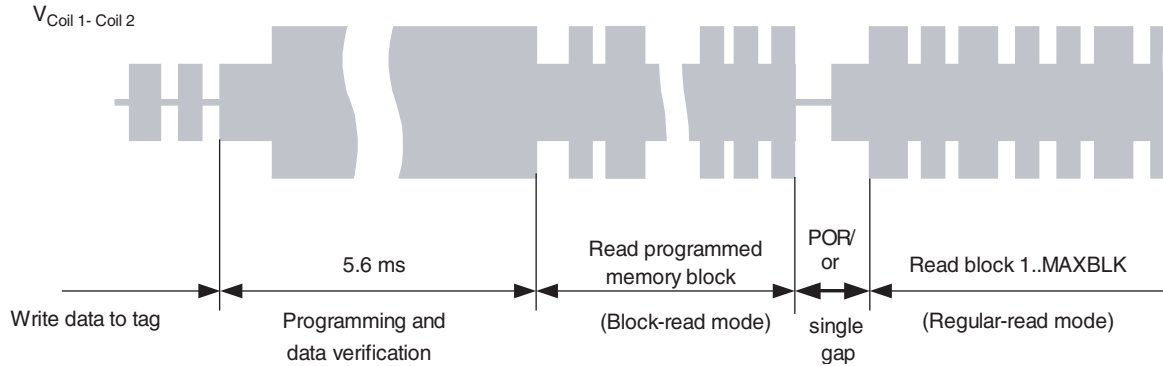 V Coil 1- Coil 2
5.6 ms
Read programmed
memory block
POR/
or
Read block 1..MAXBLK
Write data to tag
Programming and
data verification
(Block-read mode)
single
gap
(Regular-read mode)